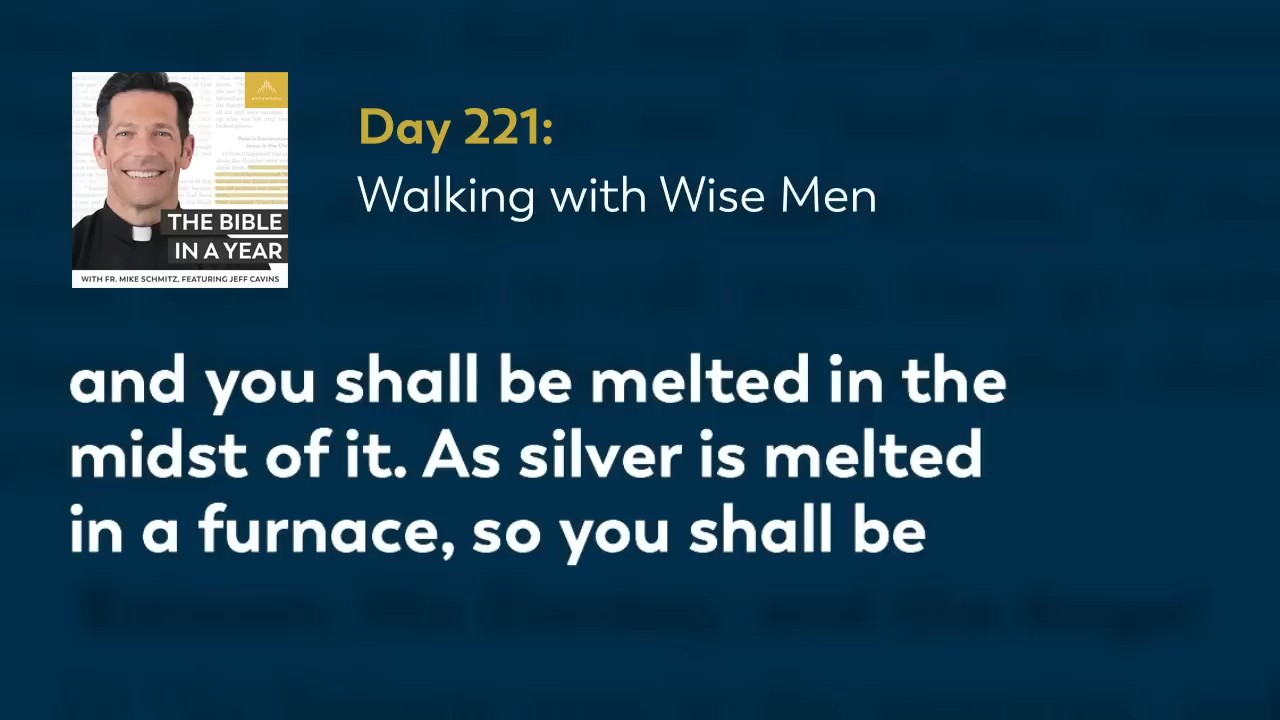 Day 221:
Walking with Wise Men
THE BIBLE
IN A YEAR
WITH FR. MIKE SCHMITZ, FEATURING JEFF CAVINS
and you shall be melted in the
midst of it. As silver is melted
in a furnace, so you shall be